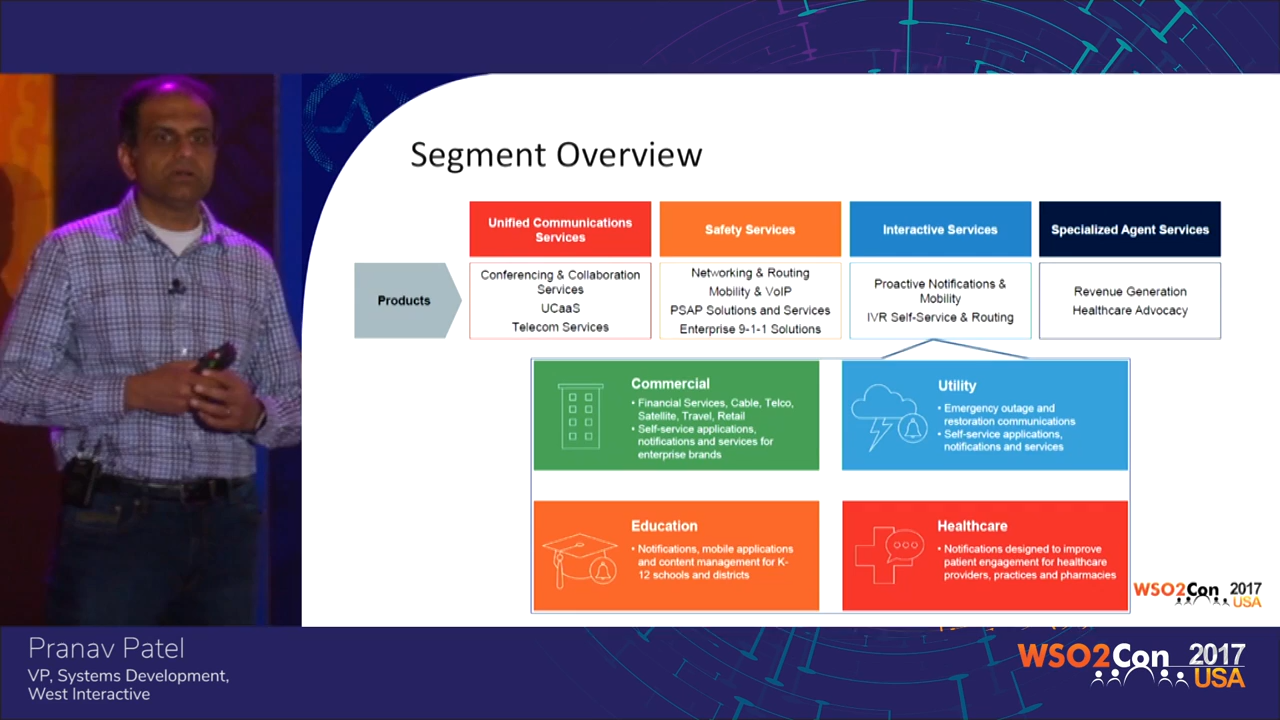 Segment Overview
Unified Communications
Services
Safety Services
Interactive Services
Specialized Agent Services
Products
Conferencing & Collaboration
Services
UCaaS
Telecom Services
Networking & Routing
Mobility & VoIP
PSAP Solutions and Services
Enterprise 9-1-1 Solutions
Proactive Notifications &
Mobility
IVR Self-Service & Routing
Revenue Generation
Healthcare Advocacy
Commercial
• Financial Services, Cable, Telco,
Satellite, Travel, Retail
• Self-service applications,
notifications and services for
enterprise brands
Utility
• Emergency outage and
restoration communications
• Self-service applications,
notifications and services
Education
• Notifications, mobile applications
and content management for K-
12 schools and districts
Healthcare
• Notifications designed to improve
patient engagement for healthcare
providers, practices and pharmacies
WSO2Con 2017
USA
Pranav Patel
VP, Systems Development,
West Interactive
WSO2Con 2017
USA